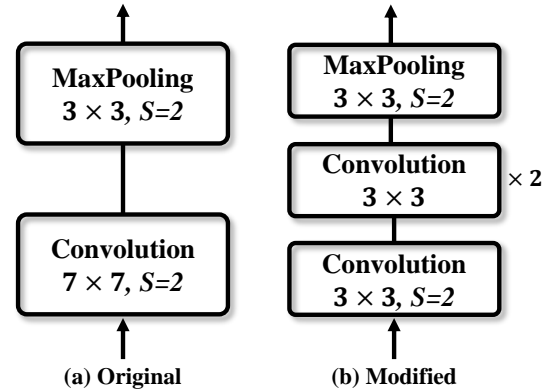 MaxPooling
3 × 3, S=2
Convolution
7 × 7, S=2
(a) Original
MaxPooling
3 × 3, S=2
Convolution
3 × 3
× 2
Convolution
3 × 3, S=2
(b) Modified